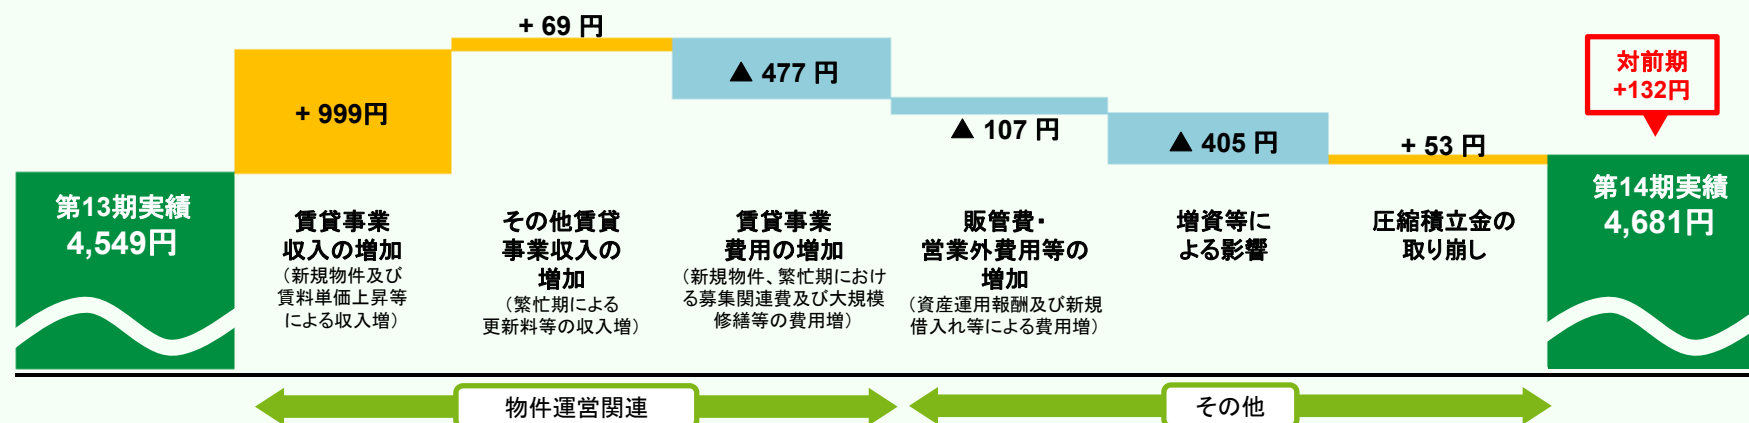 第13期実績
4,549円
+ 999円
賃貸事業
収入の増加
(新規物件及び
賃料単価上昇等
による収入増)
+ 69 円
その他賃貸
事業収入の
増加
(繁忙期による
更新料等の収入増)
▲ 477 円
賃貸事業
費用の増加
(新規物件、繁忙期におけ
る募集関連費及び大規模
修繕等の費用増)
▲ 107 円
販管費・
営業外費用等の
増加
(資産運用報酬及び新規
借入れ等による費用増)
▲ 405 円
増資等に
よる影響
+ 53 円
圧縮積立金の
取り崩し
対前期
+132円
第14期実績
4,681円
物件運営関連
その他